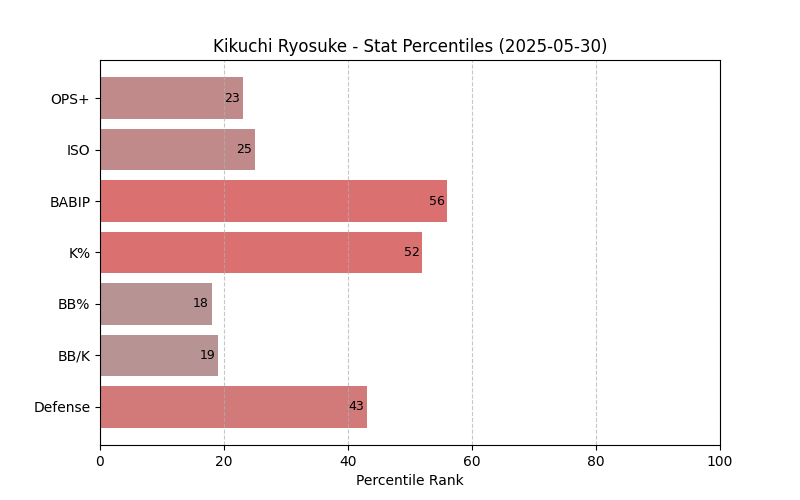 Kikuchi Ryosuke - Stat Percentiles (2025-05-30)
OPS+ 23
ISO 25
BABIP 56
K% 52
BB% 18
BB/K 19
Defense 43
0 20 40 60 80 100
Percentile Rank